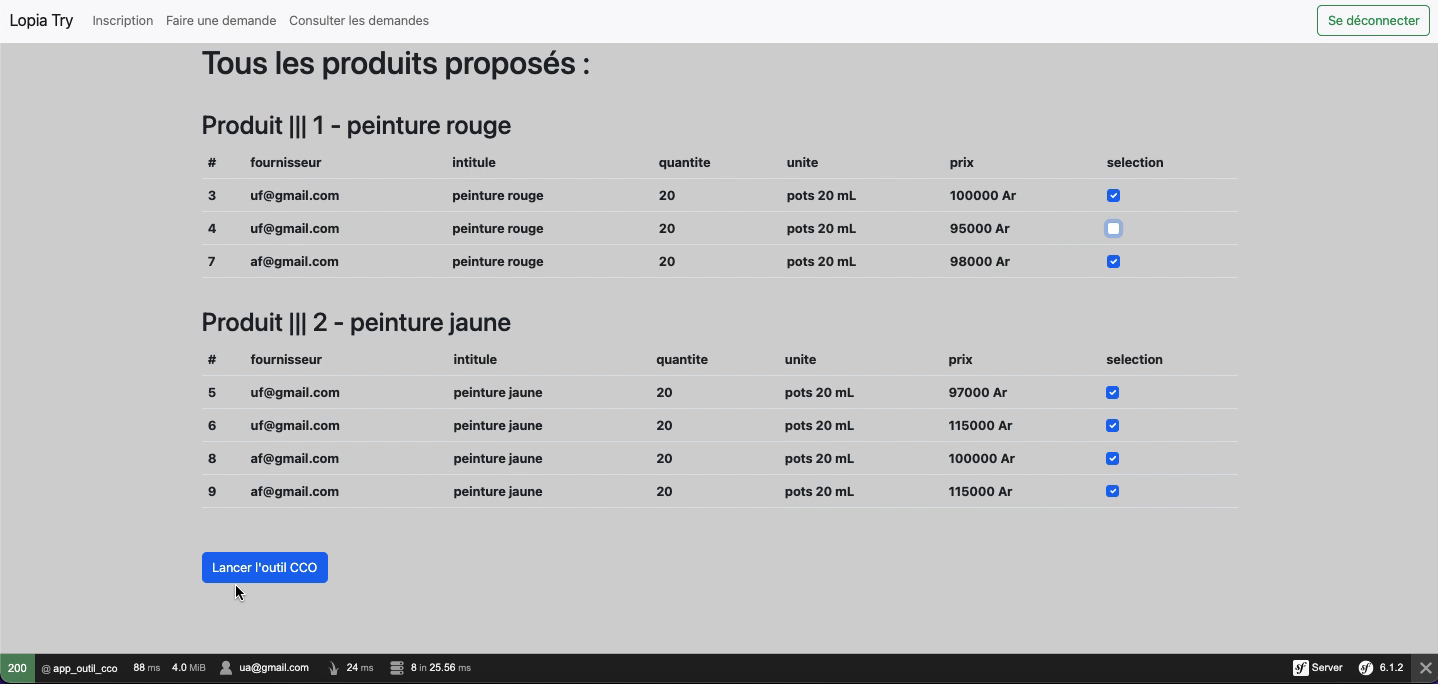 Lopia Try Inscription Faire une demande Consulter les demandes Se déconnecter
Tous les produits proposés :
Produit ||| 1 - peinture rouge
# fournisseur intitule quantite unite prix selection
3 uf@gmail.com peinture rouge 20 pots 20 mL 100000 Ar
4 uf@gmail.com peinture rouge 20 pots 20 mL 95000 Ar
7 af@gmail.com peinture rouge 20 pots 20 mL 98000 Ar
Produit ||| 2 - peinture jaune
# fournisseur intitule quantite unite prix selection
5 uf@gmail.com peinture jaune 20 pots 20 mL 97000 Ar
6 uf@gmail.com peinture jaune 20 pots 20 mL 115000 Ar
8 af@gmail.com peinture jaune 20 pots 20 mL 100000 Ar
9 af@gmail.com peinture jaune 20 pots 20 mL 115000 Ar
Lancer l'outil CCO
200 @ app_outil_cco 88 ms 4.0 MiB ua@gmail.com 24 ms 8 in 25.56 ms sf Server sf 6.1.2